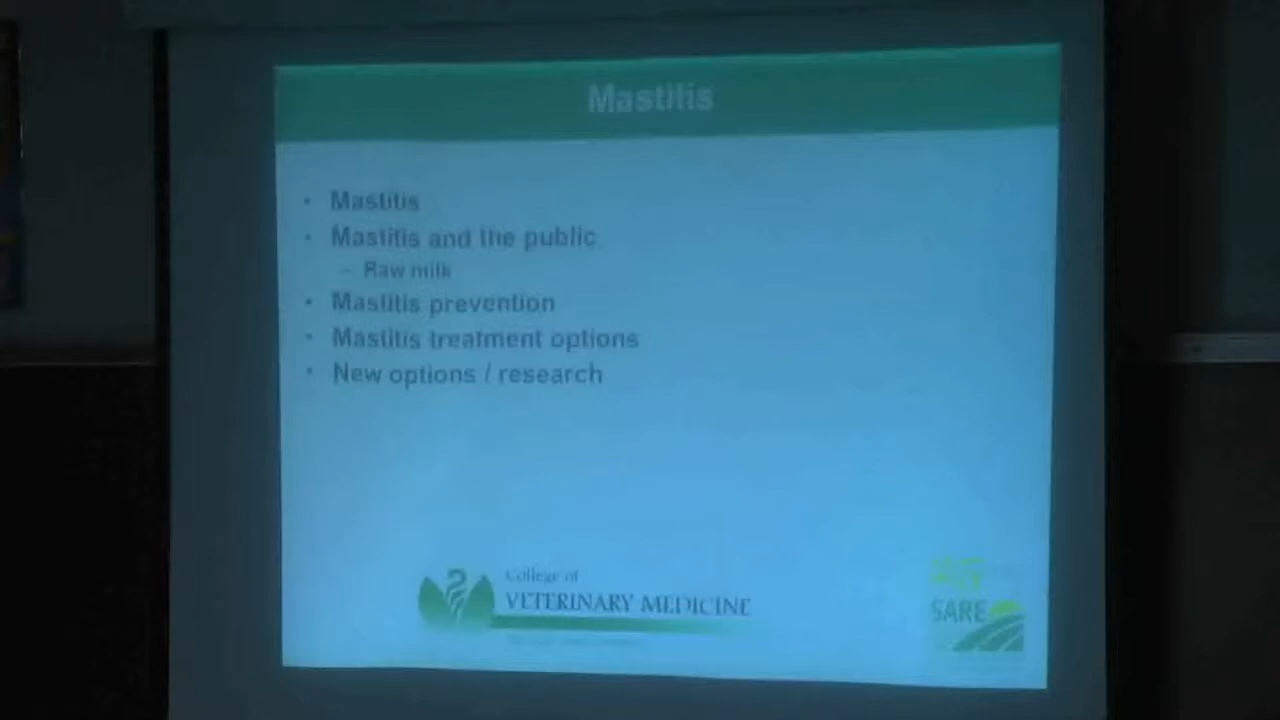 Mastitis
• Mastitis
• Mastitis and the public
– Raw milk
• Mastitis prevention
• Mastitis treatment options
• New options / research
College of
VETERINARY MEDICINE
SARE